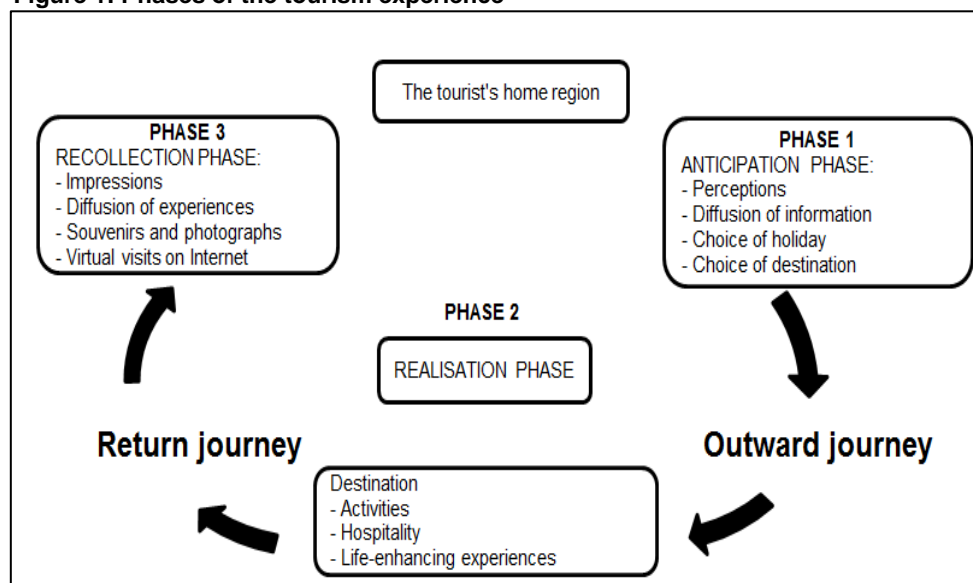 Figure 1: Phases of the tourism experience
The tourist's home region
PHASE 3
RECOLLECTION PHASE:
- Impressions
- Diffusion of experiences
- Souvenirs and photographs
- Virtual visits on Internet
PHASE 1
ANTICIPATION PHASE:
- Perceptions
- Diffusion of information
- Choice of holiday
- Choice of destination
PHASE 2
REALISATION PHASE
Return journey
Outward journey
Destination
- Activities
- Hospitality
- Life-enhancing experiences